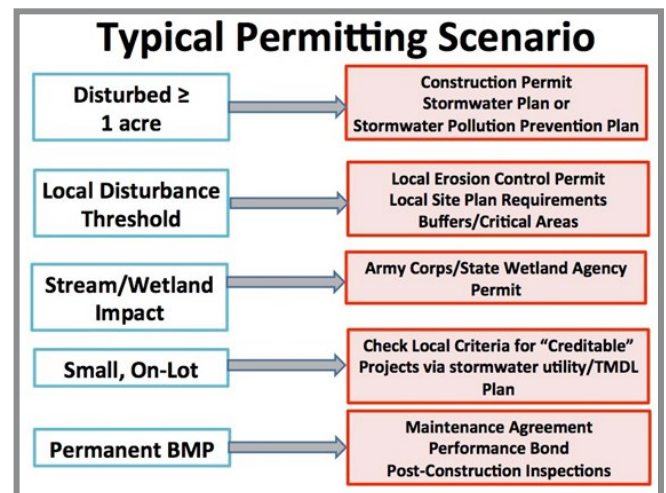 Typical Permitting Scenario
Disturbed ≥
1 acre
Construction Permit
Stormwater Plan or
Stormwater Pollution Prevention Plan
Local Disturbance
Threshold
Local Erosion Control Permit
Local Site Plan Requirements
Buffers/Critical Areas
Stream/Wetland
Impact
Army Corps/State Wetland Agency
Permit
Small, On-Lot
Check Local Criteria for “Creditable”
Projects via stormwater utility/TMDL
Plan
Permanent BMP
Maintenance Agreement
Performance Bond
Post-Construction Inspections